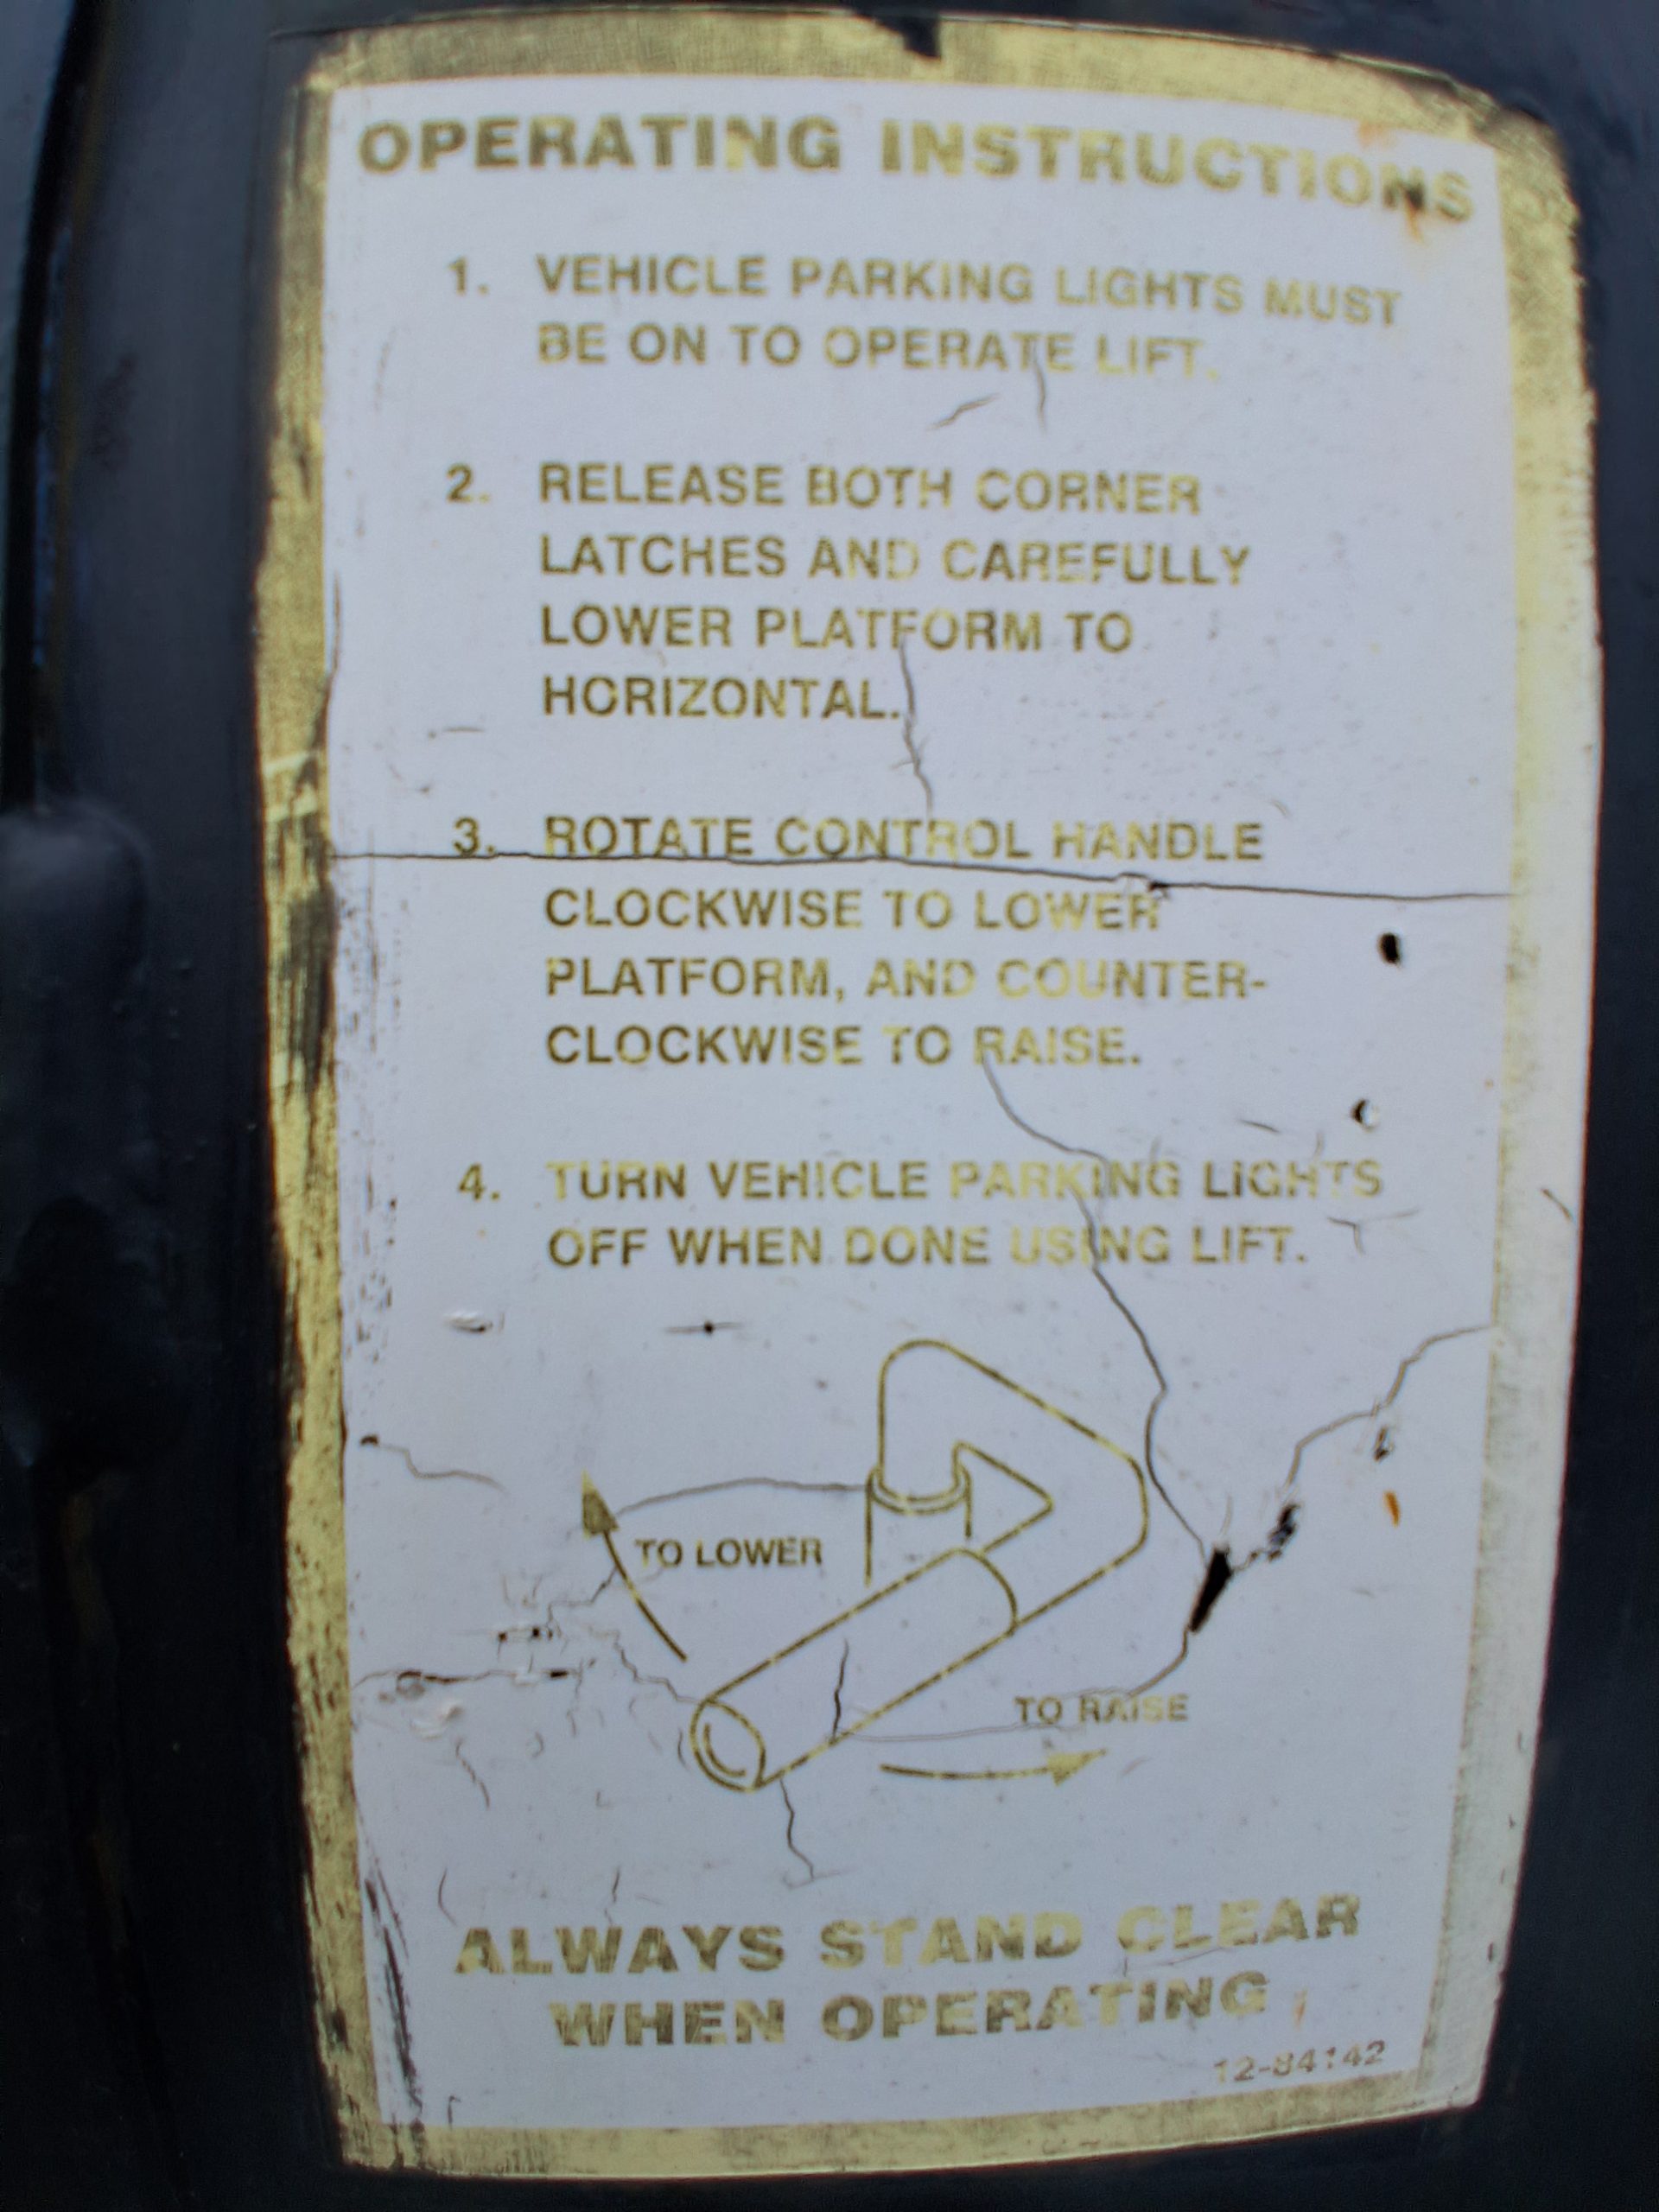 OPERATING INSTRUCTIONS
1. VEHICLE PARKING LIGHTS MUST
BE ON TO OPERATE LIFT.
2. RELEASE BOTH CORNER
LATCHES AND CAREFULLY
LOWER PLATFORM TO
HORIZONTAL.
3. ROTATE CONTROL HANDLE
CLOCKWISE TO LOWER
PLATFORM, AND COUNTER-
CLOCKWISE TO RAISE.
4. TURN VEHICLE PARKING LIGHTS
OFF WHEN DONE USING LIFT.
TO LOWER
TO RAISE
ALWAYS STAND CLEAR
WHEN OPERATING
12-84142